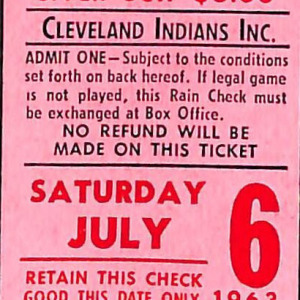 CLEVELAND INDIANS INC.
ADMIT ONE—Subject to the conditions
set forth on back hereof. If legal game
is not played, this Rain Check must
be exchanged at Box Office.
NO REFUND WILL BE
MADE ON THIS TICKET
SATURDAY
JULY 6
RETAIN THIS CHECK
GOOD THIS DATE ONLY 1963